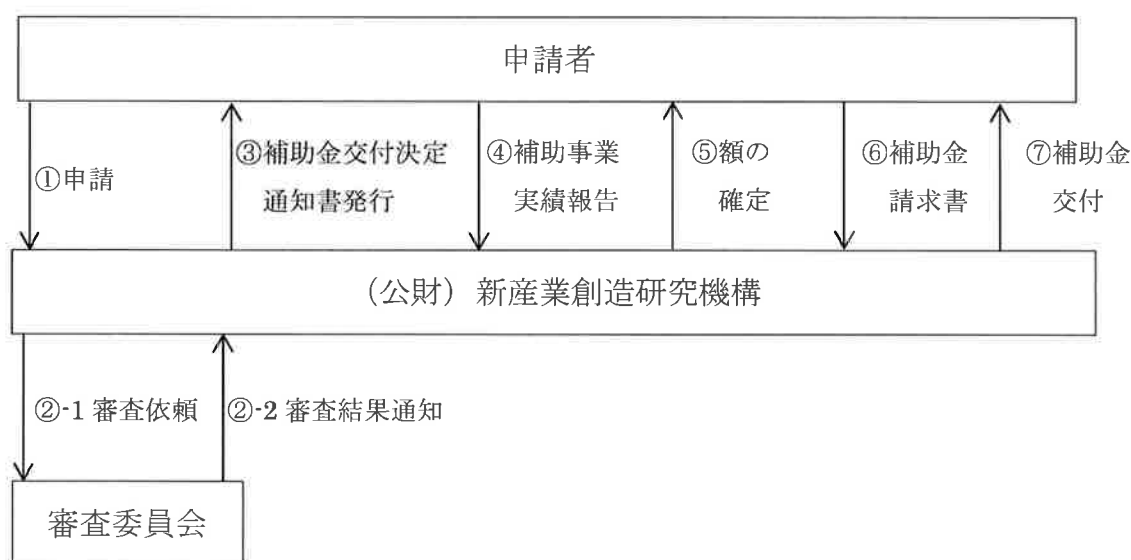 申請者
①申請
③補助金交付決定
通知書発行
④補助事業
実績報告
⑤額の
確定
⑥補助金
請求書
⑦補助金
交付
（公財）新産業創造研究機構
②-1 審査依頼
②-2 審査結果通知
審査委員会